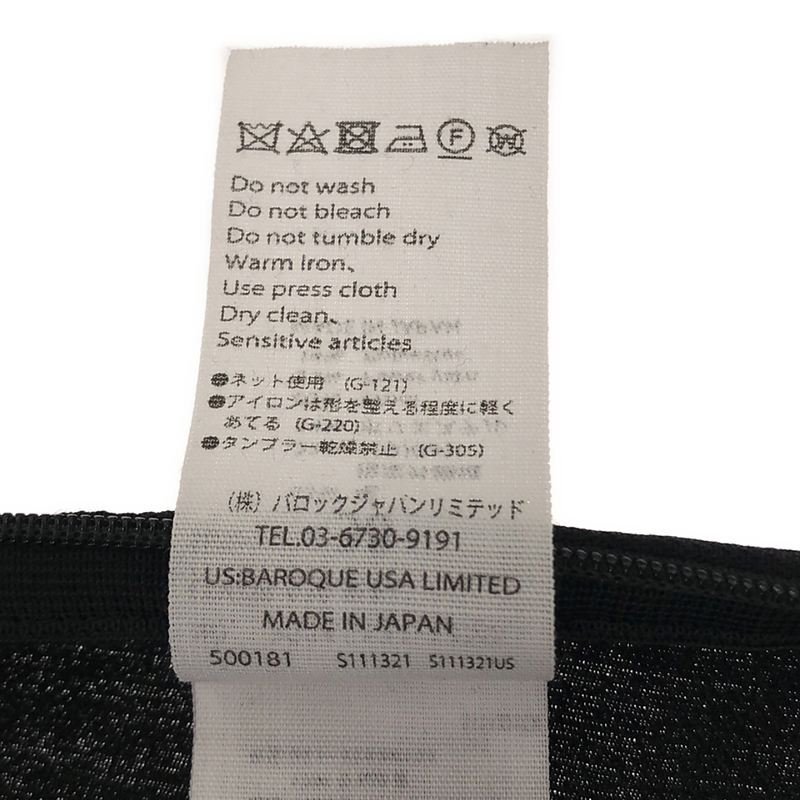 F W
Do not wash
Do not bleach
Do not tumble dry
Warm Iron、
Use press cloth
Dry clean、
Sensitive articles
●ネット使用 (G-121)
●アイロンは形を整える程度に軽く
あてる (G-220)
●タンブラー乾燥禁止 (G-305)
(株) バロックジャパンリミテッド
TEL.03-6730-9191
US:BAROQUE USA LIMITED
MADE IN JAPAN
500181 S111321 S111321US